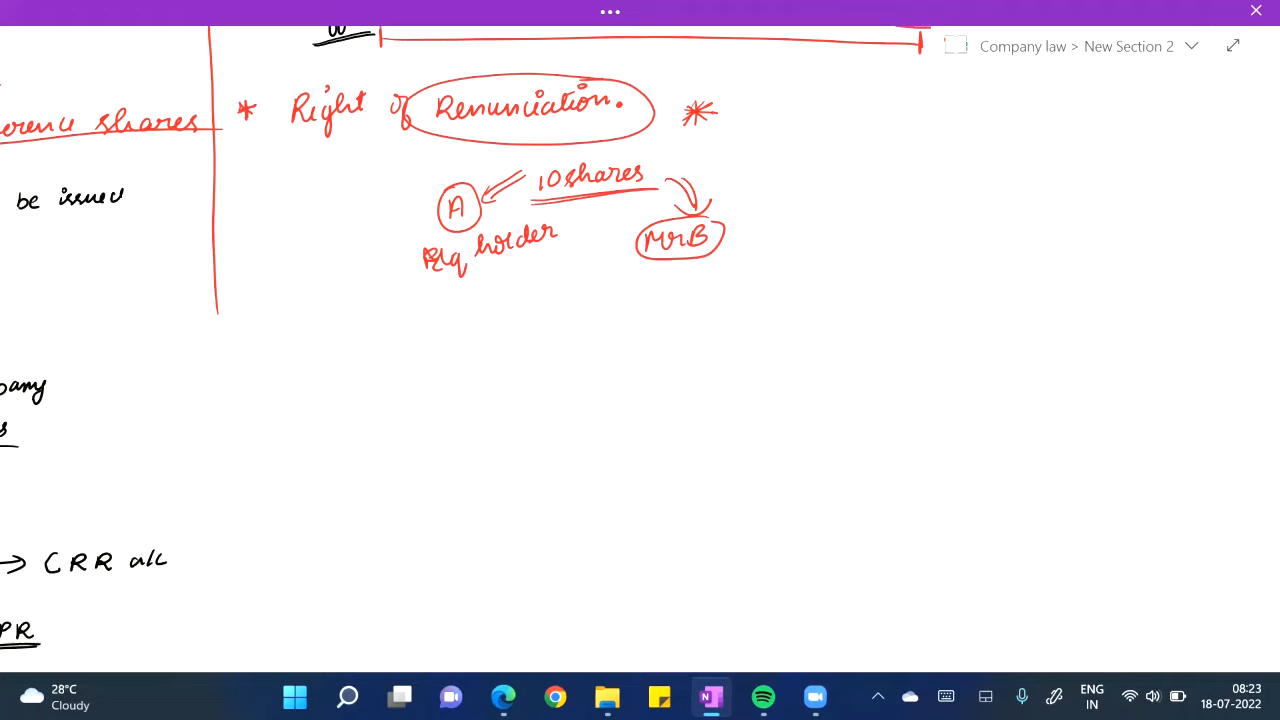 Company law > New Section 2
* Right of Renunciation. *
erence shares
10 shares
be issued
A
Mr B
Eq holder
pany
s
→ CRR a/c
PR
28°C
Cloudy
ENG
IN
08:23
18-07-2022